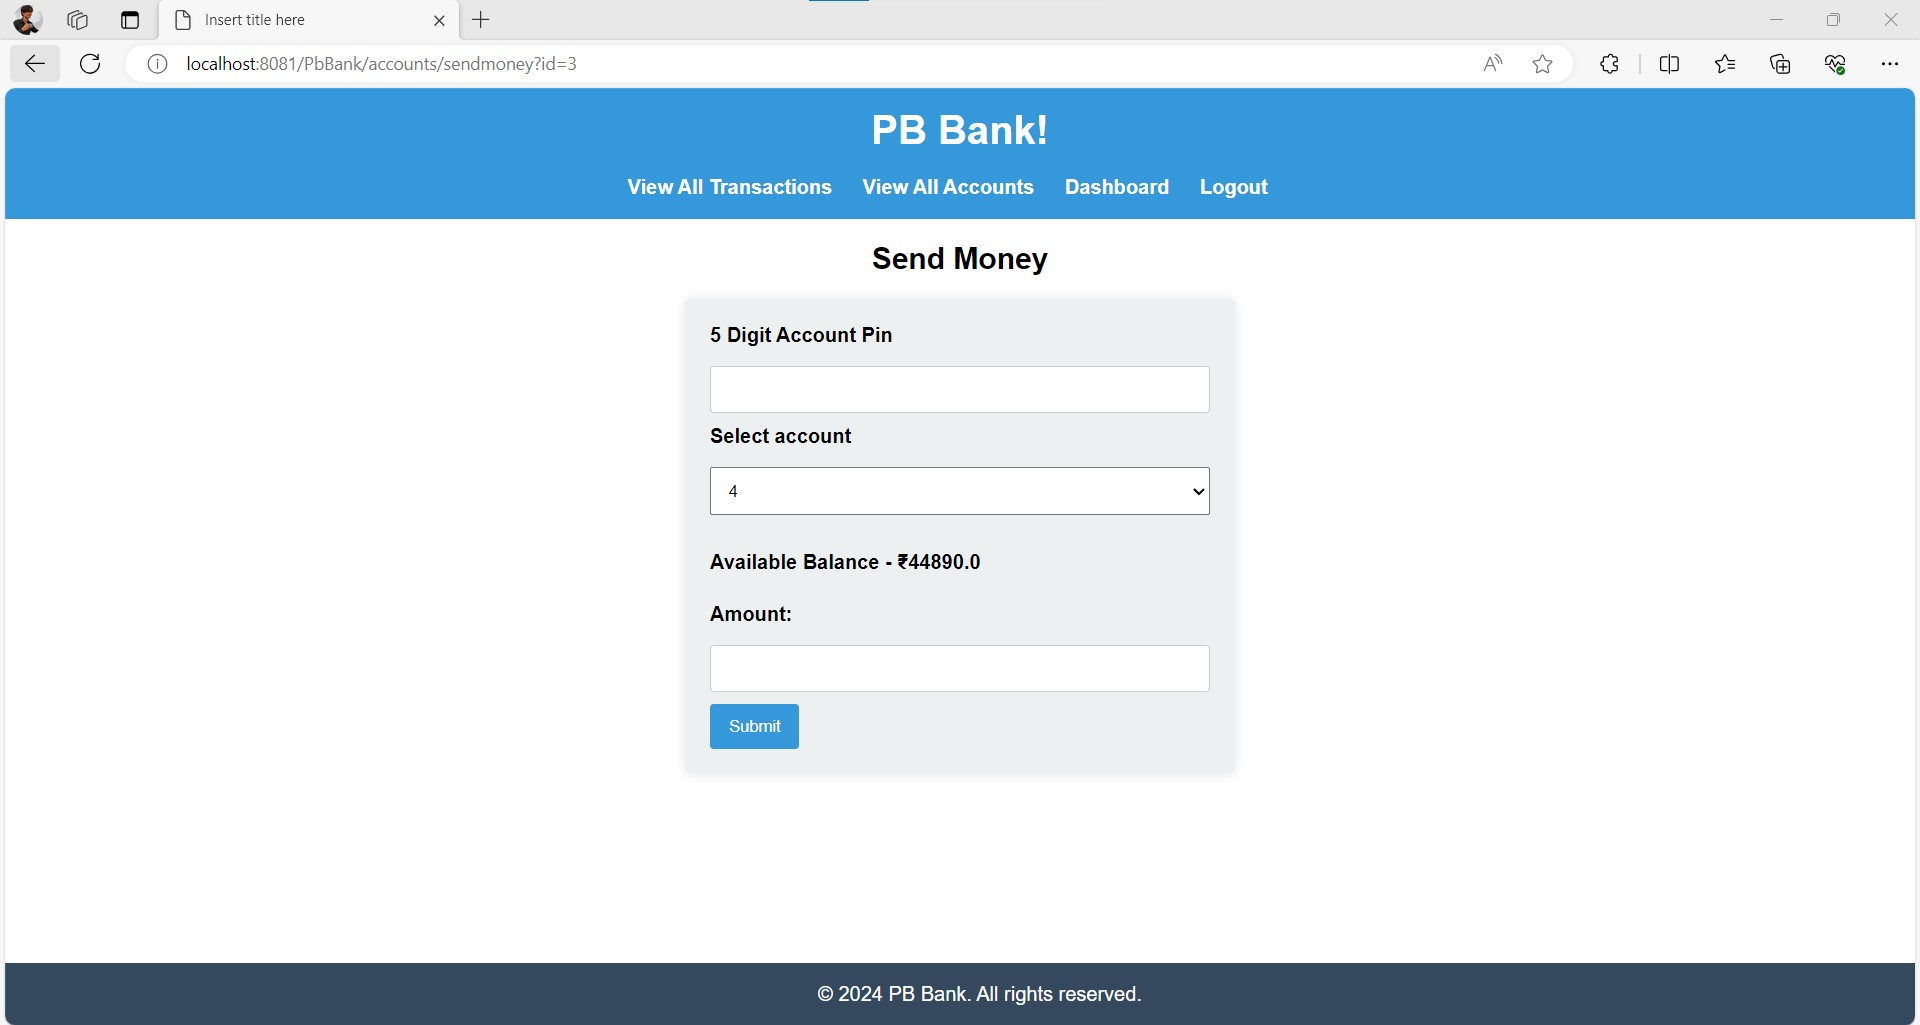 Insert title here
localhost:8081/PbBank/accounts/sendmoney?id=3
PB Bank!
View All Transactions View All Accounts Dashboard Logout
Send Money
5 Digit Account Pin
Select account
4
Available Balance - ₹44890.0
Amount:
Submit
© 2024 PB Bank. All rights reserved.